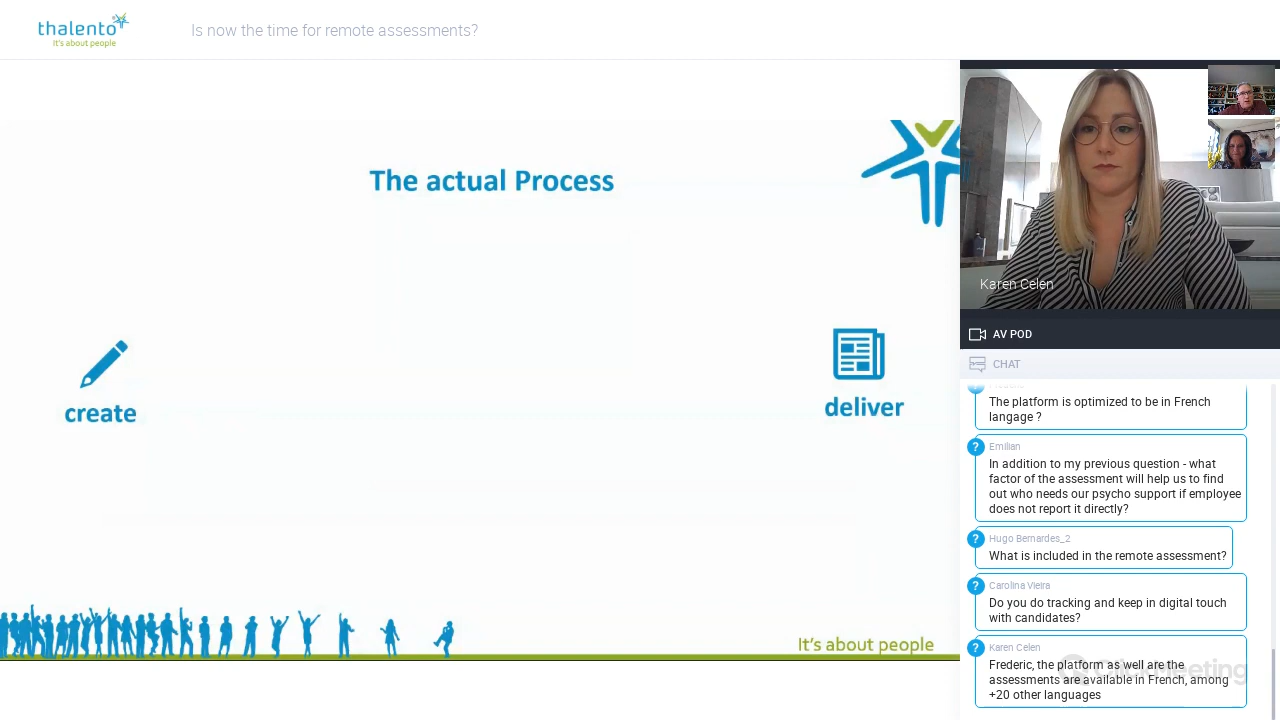 thalento
It's about people
Is now the time for remote assessments?
The actual Process
create
deliver
It's about people
Karen Celen
AV POD
CHAT
The platform is optimized to be in French
langage ?
Emilian
In addition to my previous question - what
factor of the assessment will help us to find
out who needs our psycho support if employee
does not report it directly?
Hugo Bernardes_2
What is included in the remote assessment?
Carolina Vieira
Do you do tracking and keep in digital touch
with candidates?
Karen Celen
Frederic, the platform as well are the
assessments are available in French, among
+20 other languages
ClickMeeting